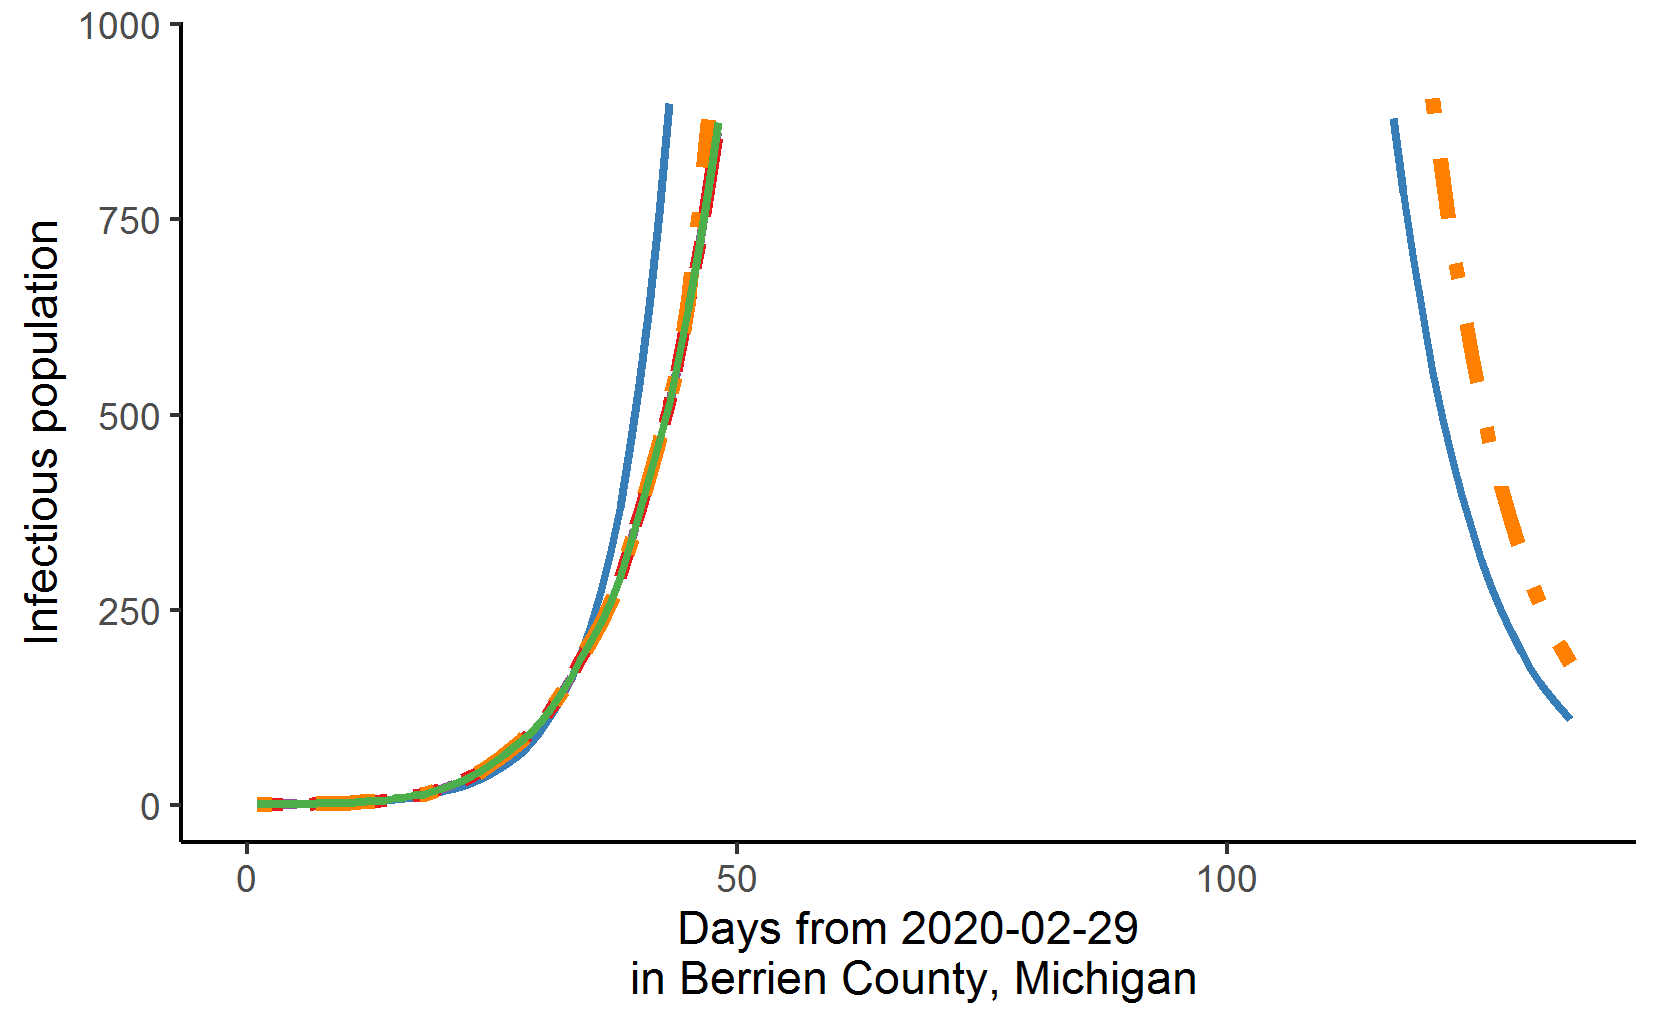 1000
750
500
250
0
Infectious population
0 50 100
Days from 2020-02-29
in Berrien County, Michigan